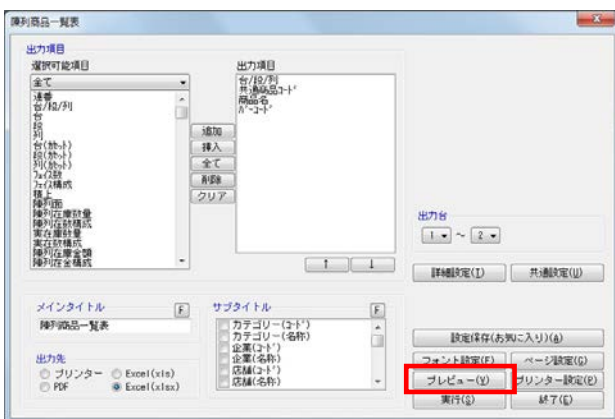 陳列商品一覧表
出力項目
選択可能項目
全て
連番
台/段/列
台
段
列
台(ｶｾｯﾄ)
段(ｶｾｯﾄ)
列(ｶｾｯﾄ)
ﾌｪｲｽ数
ﾌｪｲｽ構成
積上
陳列面
陳列在庫数量
陳列在数構成
実在庫数量
実在数構成
陳列在庫金額
陳列在金構成
追加
挿入
全て
削除
クリア
出力項目
台/段/列
共通商品ｺｰﾄﾞ
商品名
ﾊﾞｰｺｰﾄﾞ
↑
↓
出力台
1 ～ 2
詳細設定(T)
共通設定(U)
メインタイトル
F
陳列商品一覧表
出力先
プリンター
Excel(xls)
PDF
Excel(xlsx)
サブタイトル
F
カテゴリー(ｺｰﾄﾞ)
カテゴリー(名称)
企業(ｺｰﾄﾞ)
企業(名称)
店舗(ｺｰﾄﾞ)
店舗(名称)
設定保存(お気に入り)(A)
フォント設定(F)
ページ設定(G)
プレビュー(V)
プリンター設定(P)
実行(S)
終了(E)